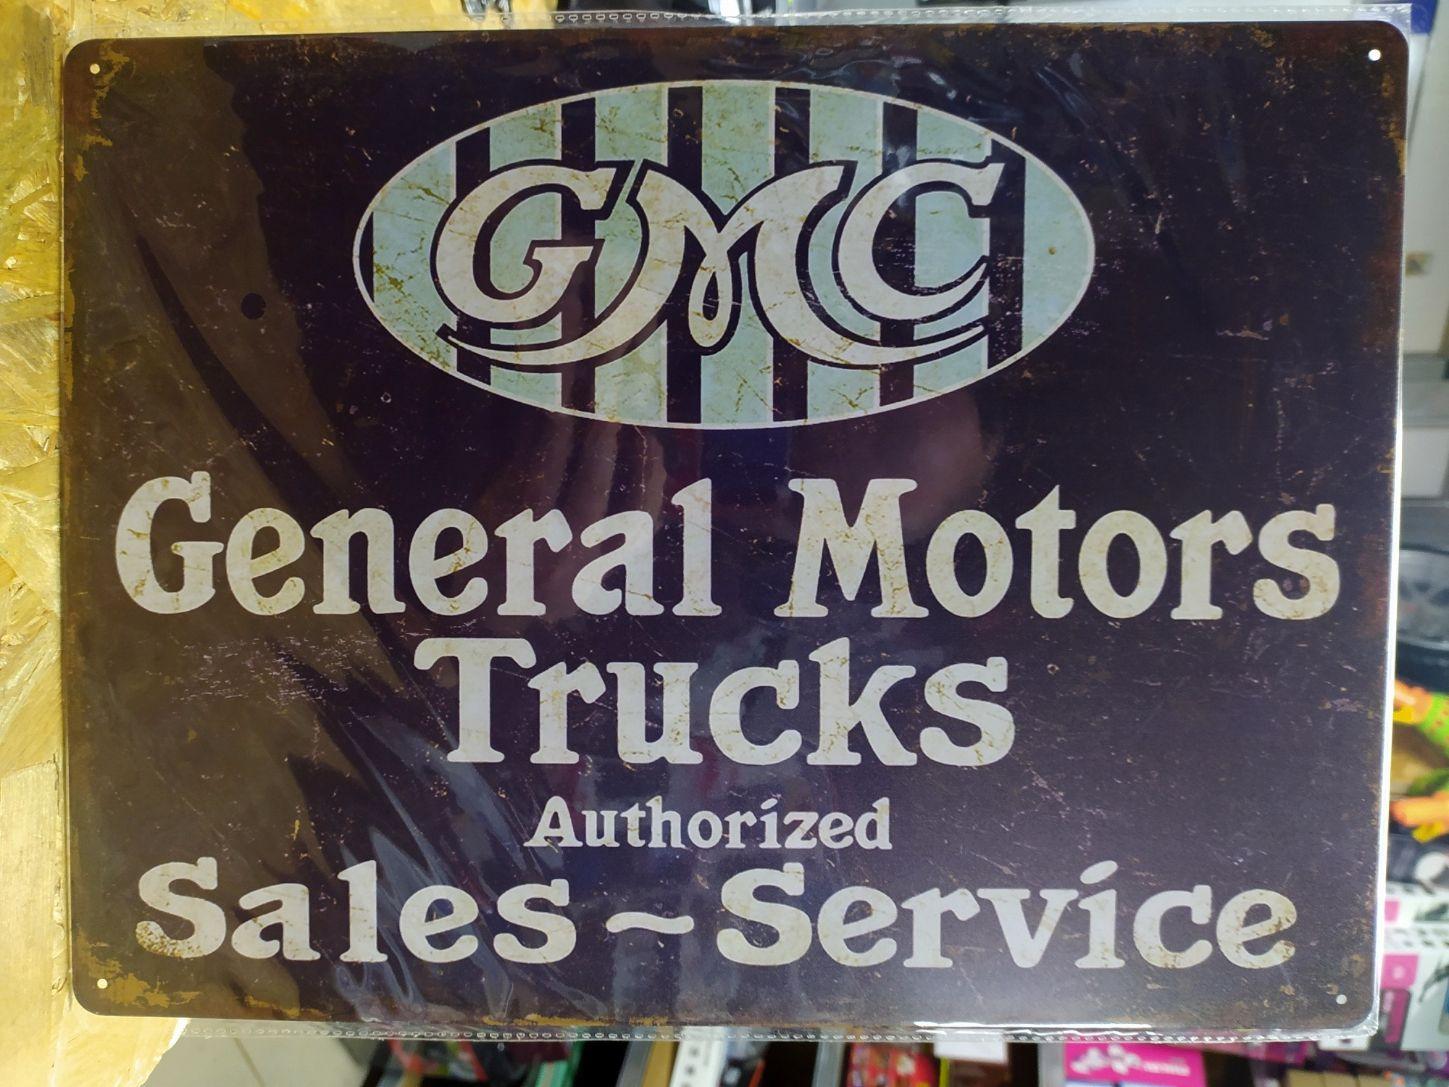 GMC
General Motors
Trucks
Authorized
Sales~Service